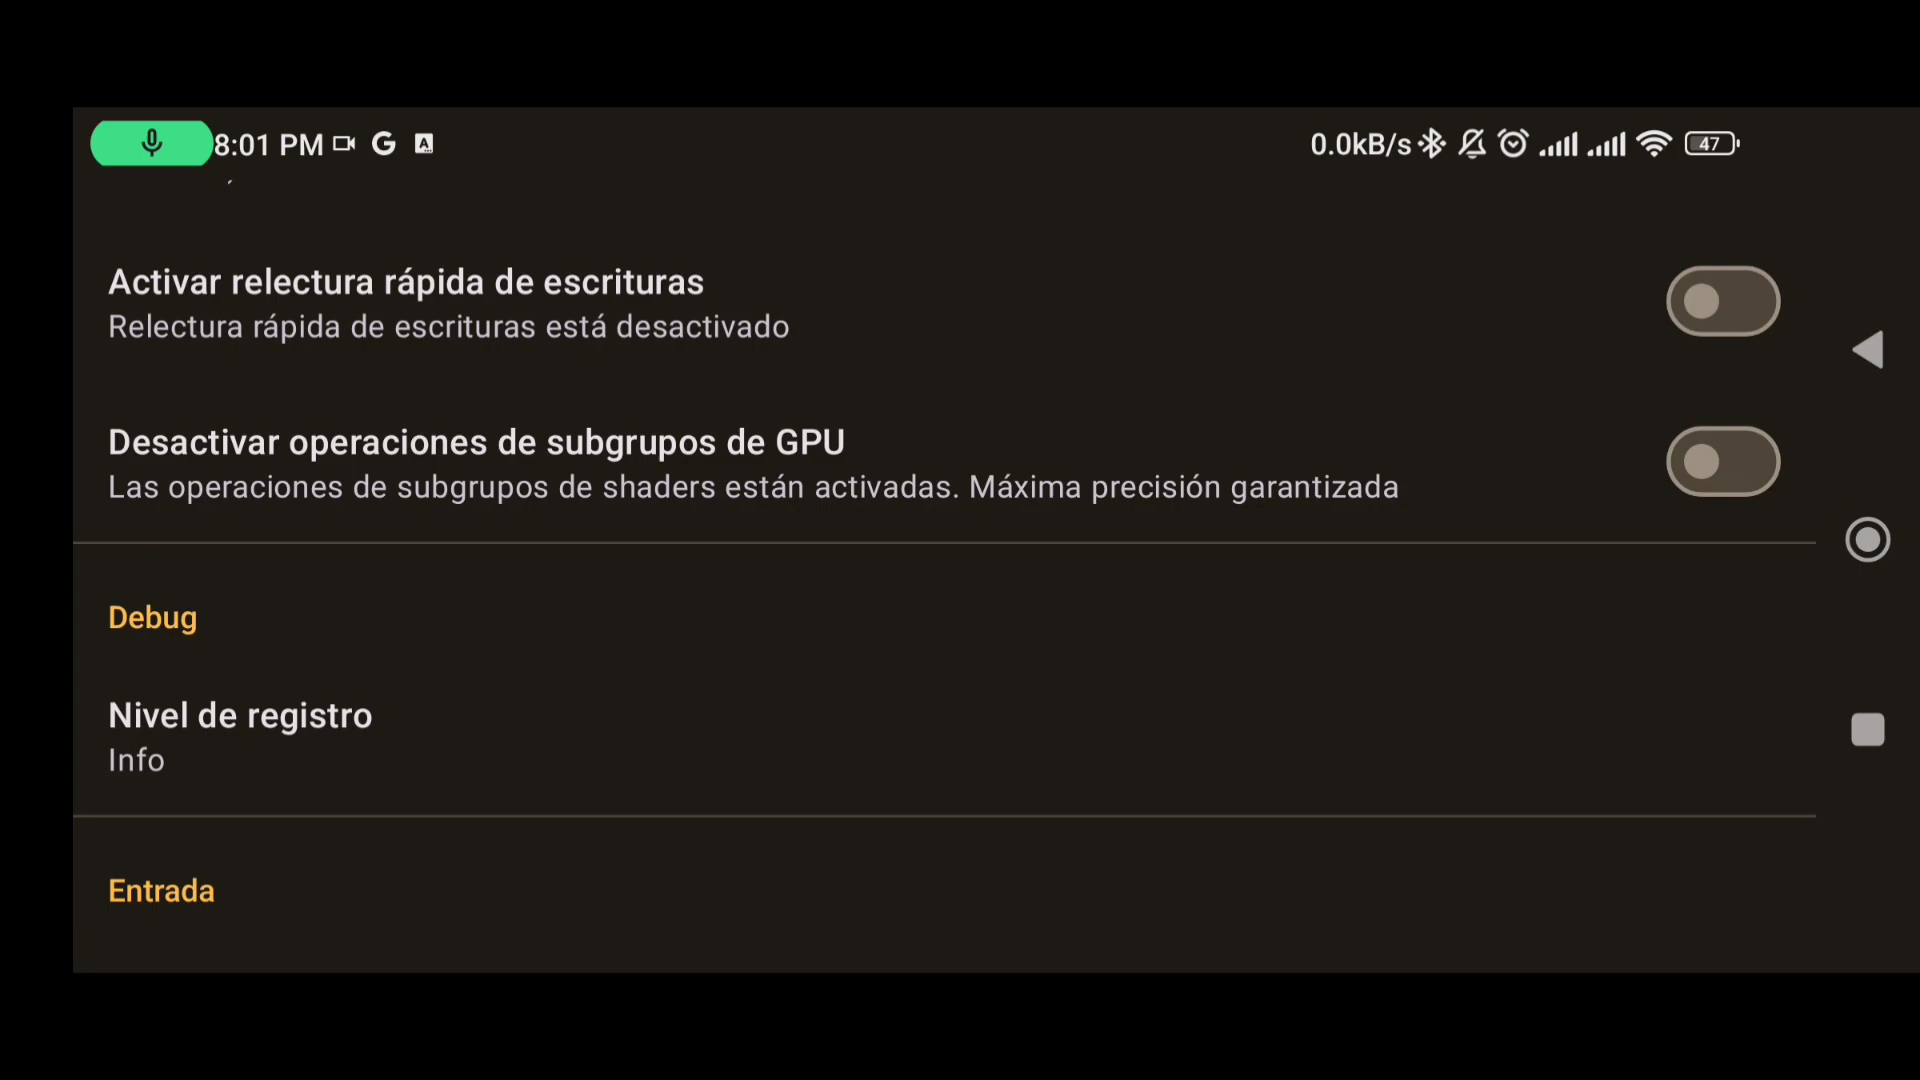 8:01 PM
0.0kB/s
47
Activar relectura rápida de escrituras
Relectura rápida de escrituras está desactivado
Desactivar operaciones de subgrupos de GPU
Las operaciones de subgrupos de shaders están activadas. Máxima precisión garantizada
Debug
Nivel de registro
Info
Entrada